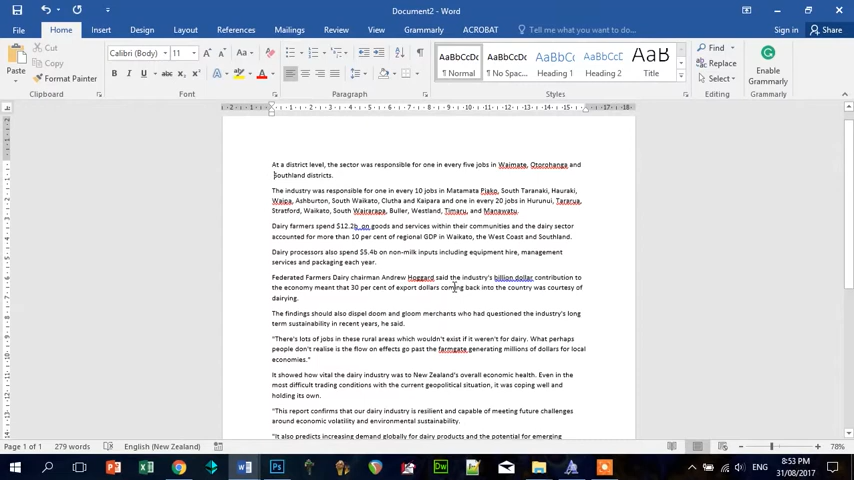 Document2 - Word
File
Home
Insert
Draw
Design
Layout
References
Mailings
Review
View
Grammarly
ACROBAT
Tell me what you want to do...
Sign in
Share
Paste
Cut
Copy
Format Painter
Clipboard
Calibri (Body)
11
Font
Paragraph
AaBbCcDc
¶ Normal
AaBbCcDc
¶ No Spac...
AaBbC
Heading 1
AaBbCc
Heading 2
AaB
Title
Styles
Find
Replace
Select
Editing
Enable
Grammarly
Grammarly
At a district level, the sector was responsible for one in every five jobs in Waimate, Otorohanga and
Southland districts.
The industry was responsible for one in every 10 jobs in Matamata Piako, South Taranaki, Hauraki,
Waipa, Ashburton, South Waikato, Clutha and Kaipara and one in every 20 jobs in Hurunui, Tararua,
Stratford, Waikato, South Wairarapa, Buller, Westland, Timaru, and Manawatu.
Dairy farmers spend $12.2b on goods and services within their communities and the dairy sector
accounted for more than 10 per cent of regional GDP in Waikato, the West Coast and Southland.
Dairy processors also spend $5.4b on non-milk inputs including equipment hire, management
services and packaging each year.
Federated Farmers Dairy chairman Andrew Hoggard said the industry's billion dollar contribution to
the economy meant that 30 per cent of export dollars coming back into the country was courtesy of
dairying.
The findings should also dispel doom and gloom merchants who had questioned the industry's long
term sustainability in recent years, he said.
"There's lots of jobs in these rural areas which wouldn't exist if it weren't for dairy. What perhaps
people don't realise is the flow on effects go past the farmgate generating millions of dollars for local
economies."
It showed how vital the dairy industry was to New Zealand's overall economic health. Even in the
most difficult trading conditions with the current geopolitical situation, it was coping well and
holding its own.
"This report confirms that our dairy industry is resilient and capable of meeting future challenges
around economic volatility and environmental sustainability.
"It also predicts increasing demand globally for dairy products and the potential for emerging
Page 1 of 1
279 words
English (New Zealand)
78%
ENG
8:53 PM
31/08/2017